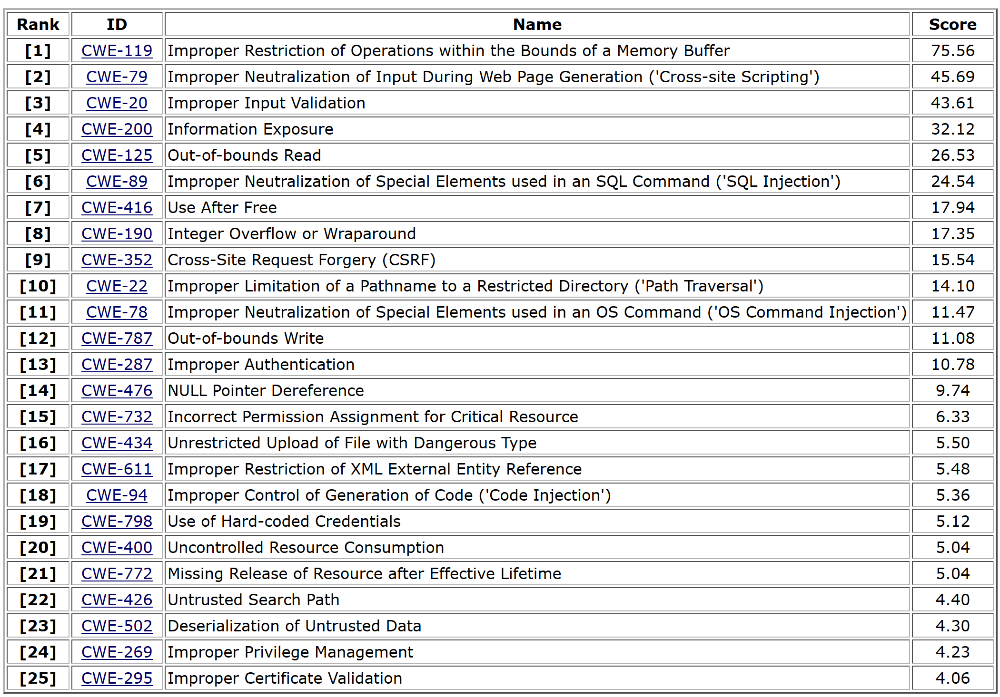 Rank ID Name Score
[1] CWE-119 Improper Restriction of Operations within the Bounds of a Memory Buffer 75.56
[2] CWE-79 Improper Neutralization of Input During Web Page Generation ('Cross-site Scripting') 45.69
[3] CWE-20 Improper Input Validation 43.61
[4] CWE-200 Information Exposure 32.12
[5] CWE-125 Out-of-bounds Read 26.53
[6] CWE-89 Improper Neutralization of Special Elements used in an SQL Command ('SQL Injection') 24.54
[7] CWE-416 Use After Free 17.94
[8] CWE-190 Integer Overflow or Wraparound 17.35
[9] CWE-352 Cross-Site Request Forgery (CSRF) 15.54
[10] CWE-22 Improper Limitation of a Pathname to a Restricted Directory ('Path Traversal') 14.10
[11] CWE-78 Improper Neutralization of Special Elements used in an OS Command ('OS Command Injection') 11.47
[12] CWE-787 Out-of-bounds Write 11.08
[13] CWE-287 Improper Authentication 10.78
[14] CWE-476 NULL Pointer Dereference 9.74
[15] CWE-732 Incorrect Permission Assignment for Critical Resource 6.33
[16] CWE-434 Unrestricted Upload of File with Dangerous Type 5.50
[17] CWE-611 Improper Restriction of XML External Entity Reference 5.48
[18] CWE-94 Improper Control of Generation of Code ('Code Injection') 5.36
[19] CWE-798 Use of Hard-coded Credentials 5.12
[20] CWE-400 Uncontrolled Resource Consumption 5.04
[21] CWE-772 Missing Release of Resource after Effective Lifetime 5.04
[22] CWE-426 Untrusted Search Path 4.40
[23] CWE-502 Deserialization of Untrusted Data 4.30
[24] CWE-269 Improper Privilege Management 4.23
[25] CWE-295 Improper Certificate Validation 4.06